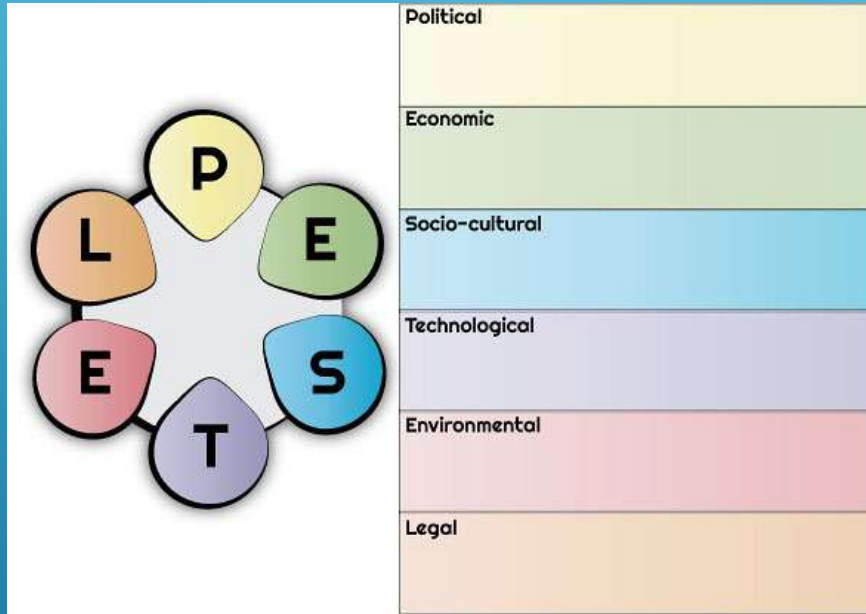 P
E
S
T
E
L
Political
Economic
Socio-cultural
Technological
Environmental
Legal